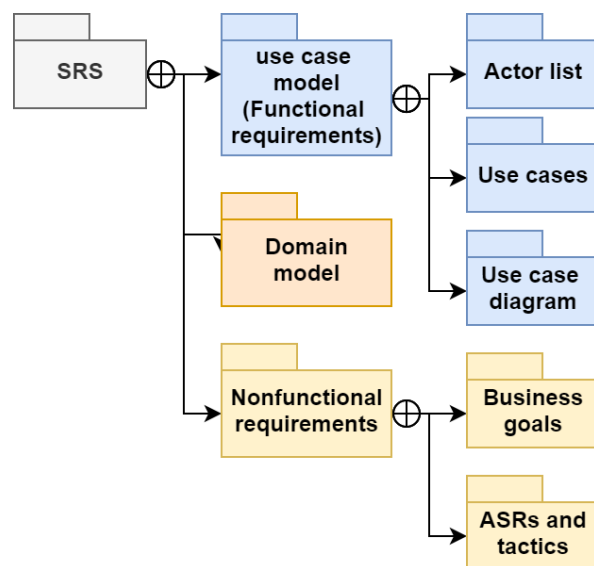 SRS
use case
model
(Functional
requirements)
Actor list
Use cases
Use case
diagram
Domain
model
Nonfunctional
requirements
Business
goals
ASRs and
tactics